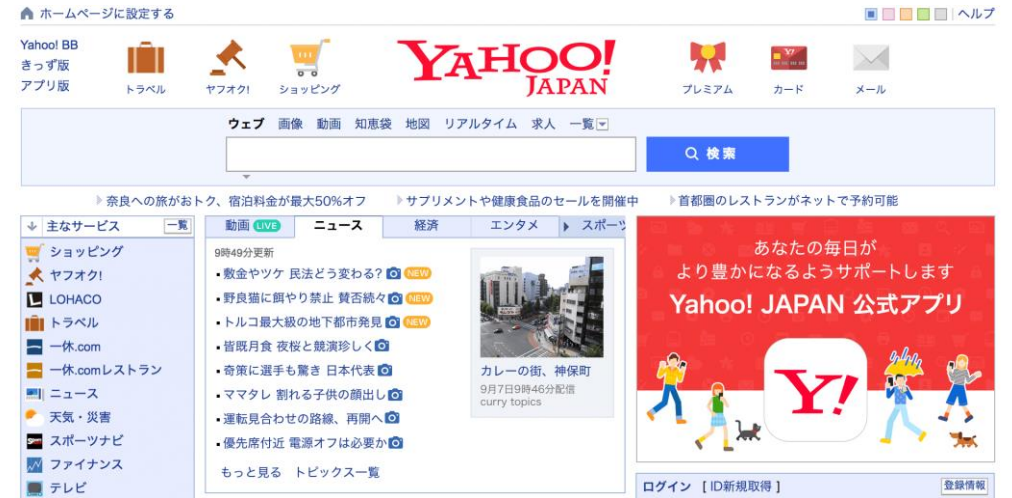 ホームページに設定する
ヘルプ
Yahoo! BB
きっず版
アプリ版
トラベル
ヤフオク!
ショッピング
YAHOO!
JAPAN
プレミアム
カード
メール
ウェブ 画像 動画 知恵袋 地図 リアルタイム 求人 一覧
検索
奈良への旅がおトク、宿泊料金が最大50%オフ
サプリメントや健康食品のセールを開催中
首都圏のレストランがネットで予約可能
主なサービス 一覧
ショッピング
ヤフオク!
LOHACO
トラベル
一休.com
一休.comレストラン
ニュース
天気・災害
スポーツナビ
ファイナンス
テレビ
動画 LIVE ニュース 経済 エンタメ スポーツ
9時49分更新
敷金やツケ 民法どう変わる? NEW
野良猫に餌やり禁止 賛否続々 NEW
トルコ最大級の地下都市発見 NEW
皆既月食 夜桜と競演珍しく
奇策に選手も驚き 日本代表
ママタレ 割れる子供の顔出し
運転見合わせの路線、再開へ
優先席付近 電源オフは必要か
もっと見る トピックス一覧
カレーの街、神保町
9月7日9時46分配信
curry topics
あなたの毎日が
より豊かになるようサポートします
Yahoo! JAPAN 公式アプリ
Y!
ログイン [ ID新規取得 ]
登録情報